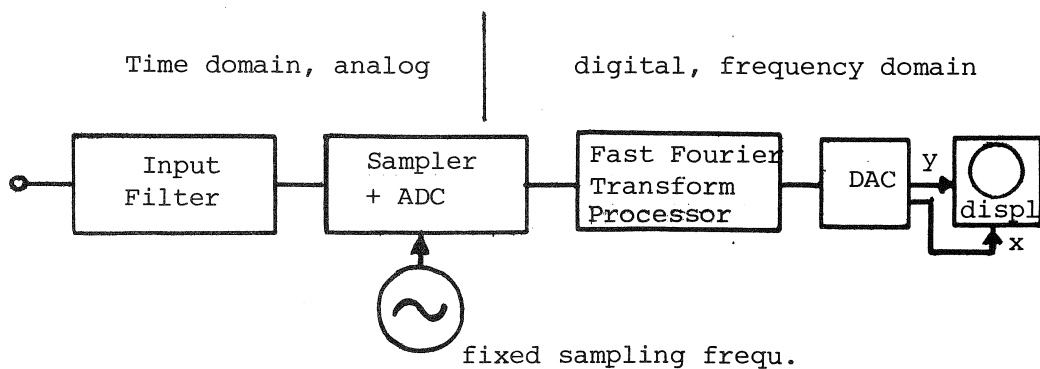 Time domain, analog
digital, frequency domain
Input
Filter
Sampler
+ ADC
Fast Fourier
Transform
Processor
DAC
y
displ
x
fixed sampling frequ.